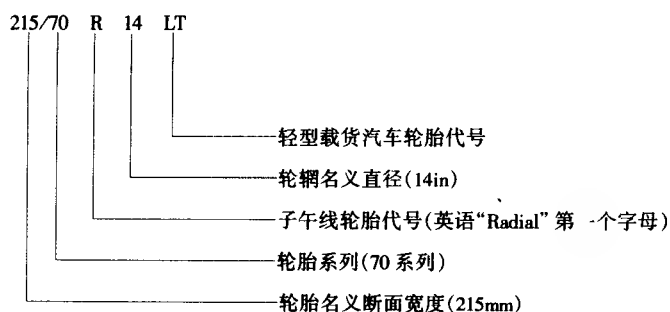 215/70 R 14 LT
轻型载货汽车轮胎代号
轮辋名义直径(14in)
子午线轮胎代号(英语“Radial”第一个字母)
轮胎系列(70系列)
轮胎名义断面宽度(215mm)